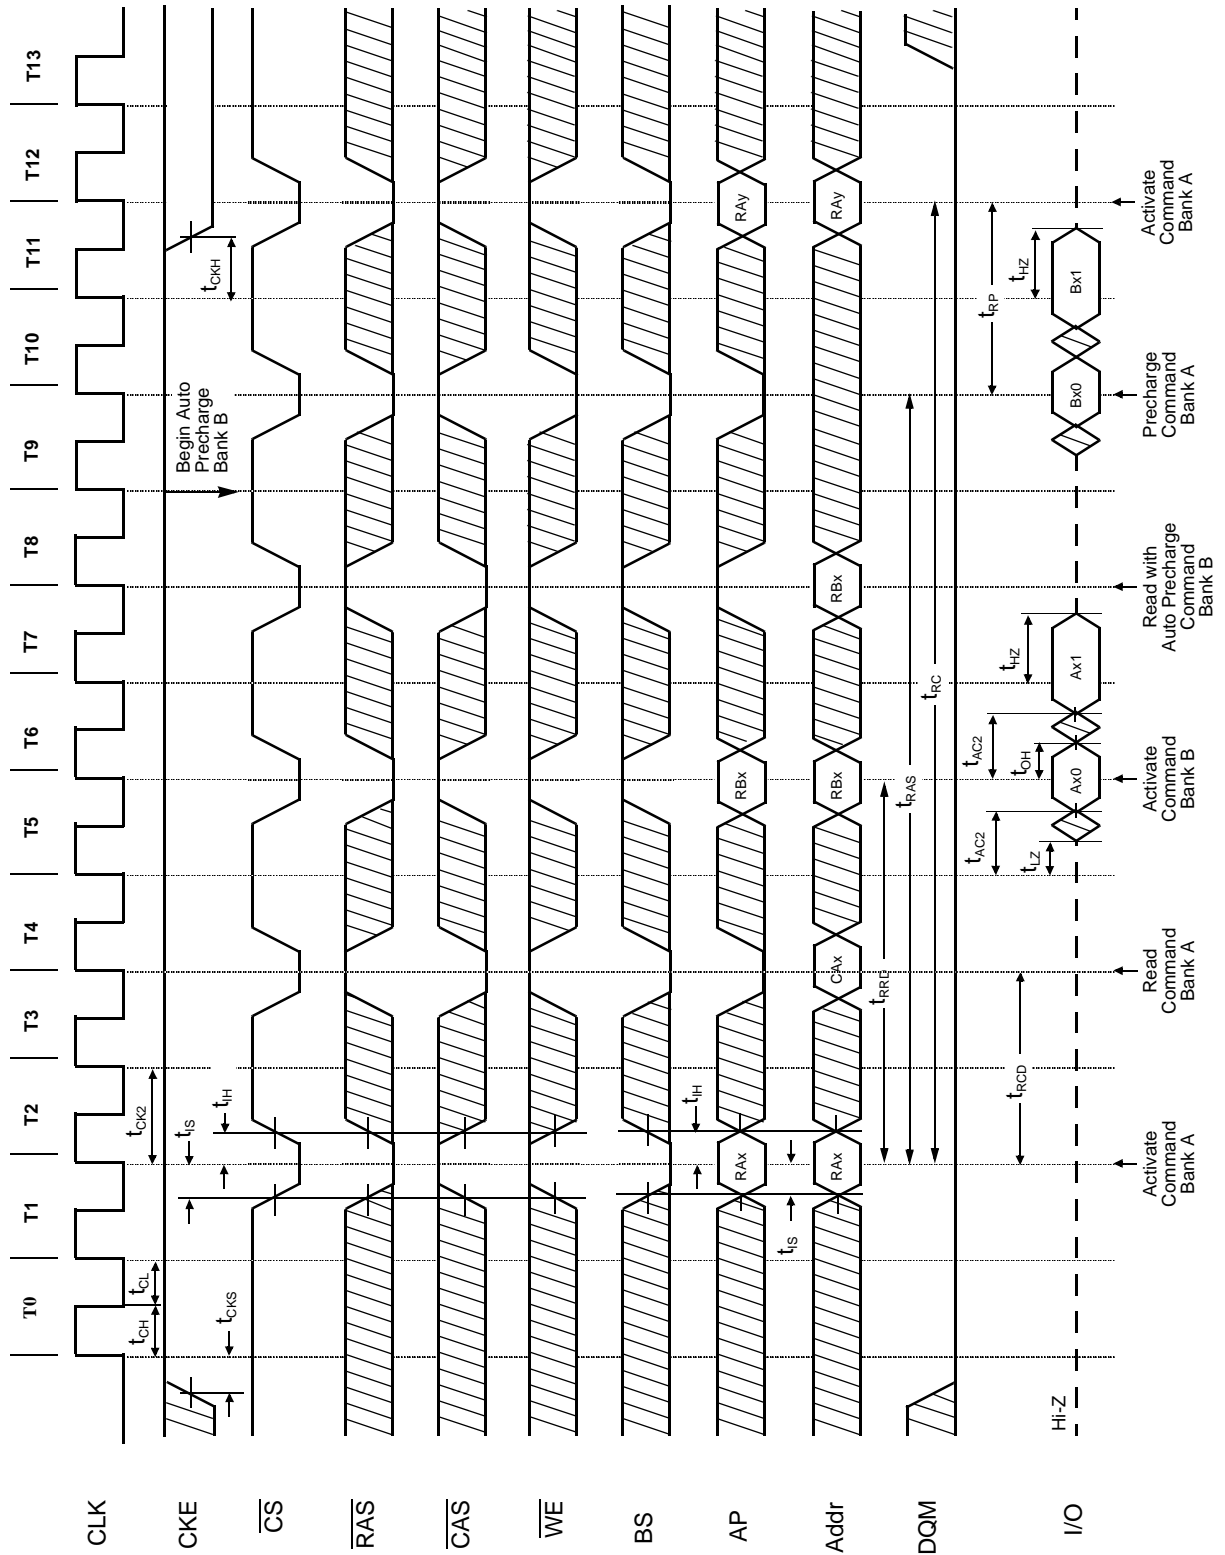 T0 T1 T2 T3 T4 T5 T6 T7 T8 T9 T10 T11 T12 T13
CLK
tCH tCL tCK2
CKE
tCKS tIS tCKH
Begin Auto
Precharge
Bank B
tIH
CS
RAS
CAS
WE
BS
tIH
AP
RAx RBx RAy
tIS
Addr
RAx CAx RBx RBx RAy
tRRD
tRAS
tRC
DQM
tRCD tRP
tAC2 tAC2
tLZ tOH tHZ tHZ
I/O
Hi-Z
Ax0 Ax1 Bx0 Bx1
Activate
Command
Bank A
Read
Command
Bank A
Activate
Command
Bank B
Read with
Auto Precharge
Command
Bank B
Precharge
Command
Bank A
Activate
Command
Bank A